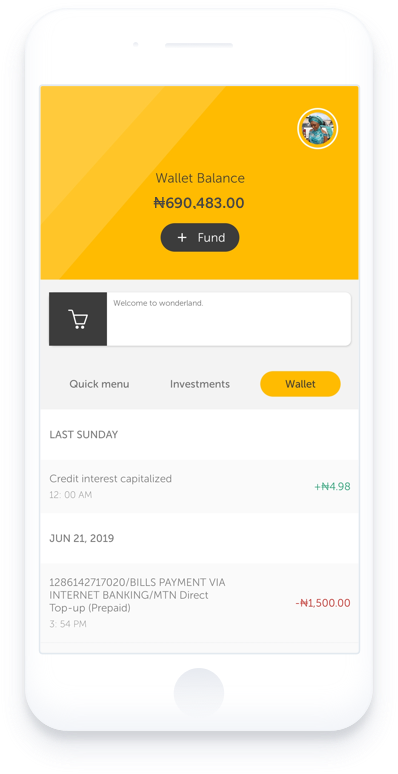 Wallet Balance
₦690,483.00
+ Fund
Welcome to wonderland.
Quick menu
Investments
Wallet
LAST SUNDAY
Credit interest capitalized
+₦4.98
12: 00 AM
JUN 21, 2019
1286142717020/BILLS PAYMENT VIA
INTERNET BANKING/MTN Direct
Top-up (Prepaid)
-₦1,500.00
3: 54 PM